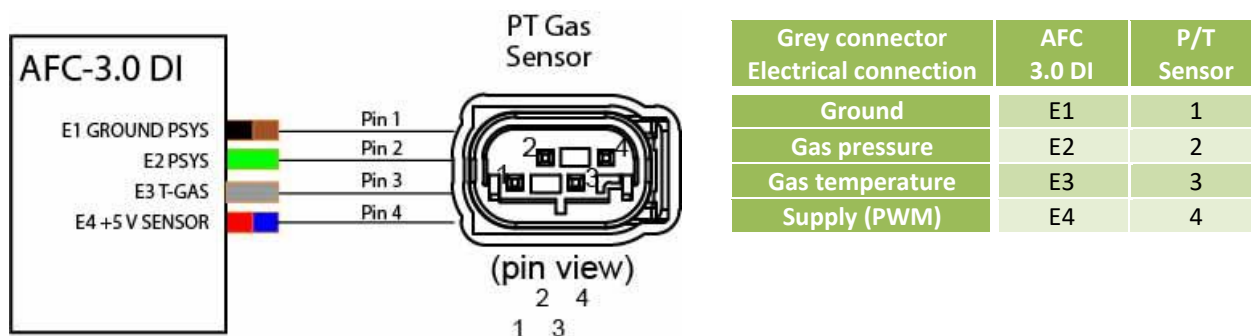 AFC-3.0 DI
E1 GROUND PSYS
E2 PSYS
E3 T-GAS
E4 +5 V SENSOR
Pin 1
Pin 2
Pin 3
Pin 4
PT Gas
Sensor
2 4
1 3
(pin view)
2 4
1 3
Grey connector
Electrical connection
AFC
3.0 DI
P/T
Sensor
Ground E1 1
Gas pressure E2 2
Gas temperature E3 3
Supply (PWM) E4 4